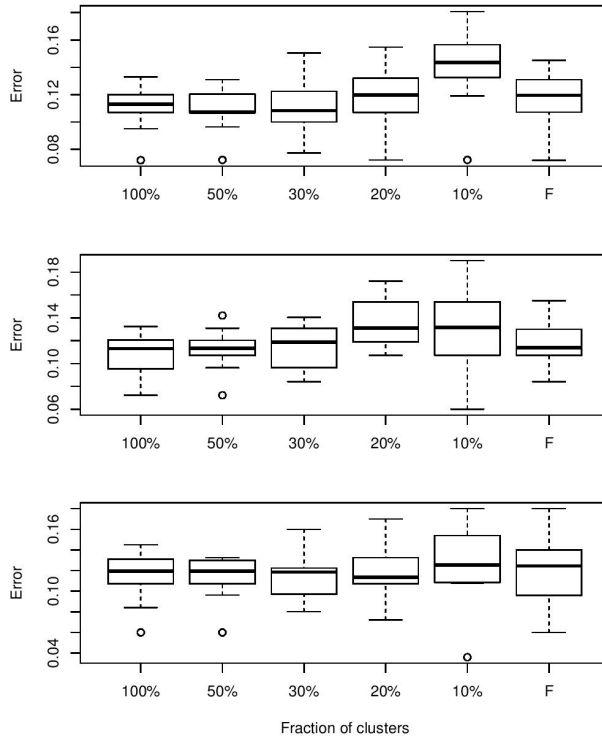 Error
0.16
0.12
0.08
100% 50% 30% 20% 10% F
Error
0.18
0.14
0.10
0.06
100% 50% 30% 20% 10% F
Error
0.16
0.10
0.04
100% 50% 30% 20% 10% F
Fraction of clusters